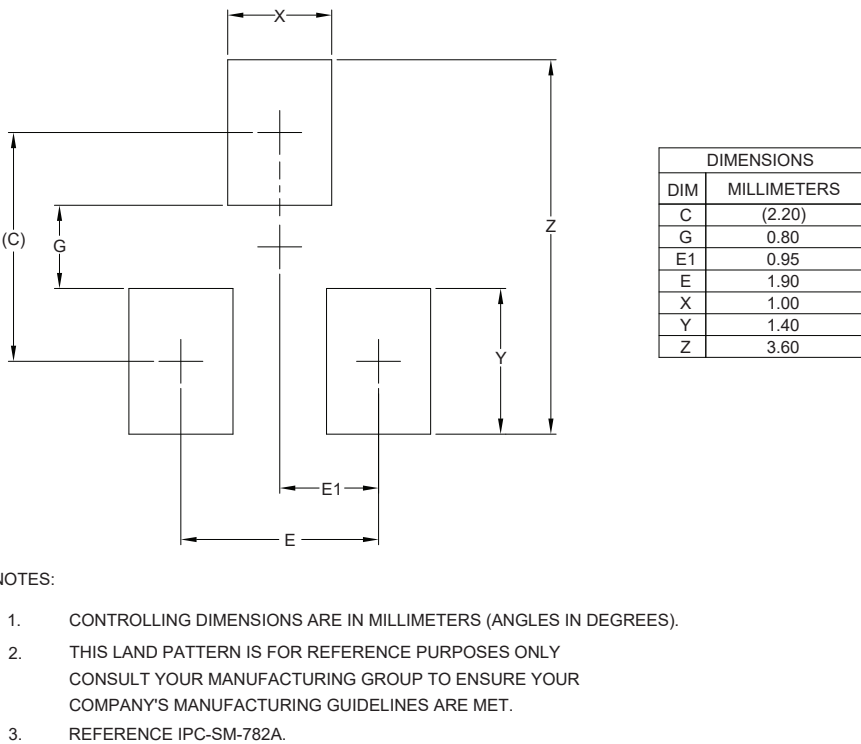 X
(C)
G
Z
Y
E1
E
DIMENSIONS
DIM MILLIMETERS
C (2.20)
G 0.80
E1 0.95
E 1.90
X 1.00
Y 1.40
Z 3.60
NOTES:
1. CONTROLLING DIMENSIONS ARE IN MILLIMETERS (ANGLES IN DEGREES).
2. THIS LAND PATTERN IS FOR REFERENCE PURPOSES ONLY
CONSULT YOUR MANUFACTURING GROUP TO ENSURE YOUR
COMPANY'S MANUFACTURING GUIDELINES ARE MET.
3. REFERENCE IPC-SM-782A.